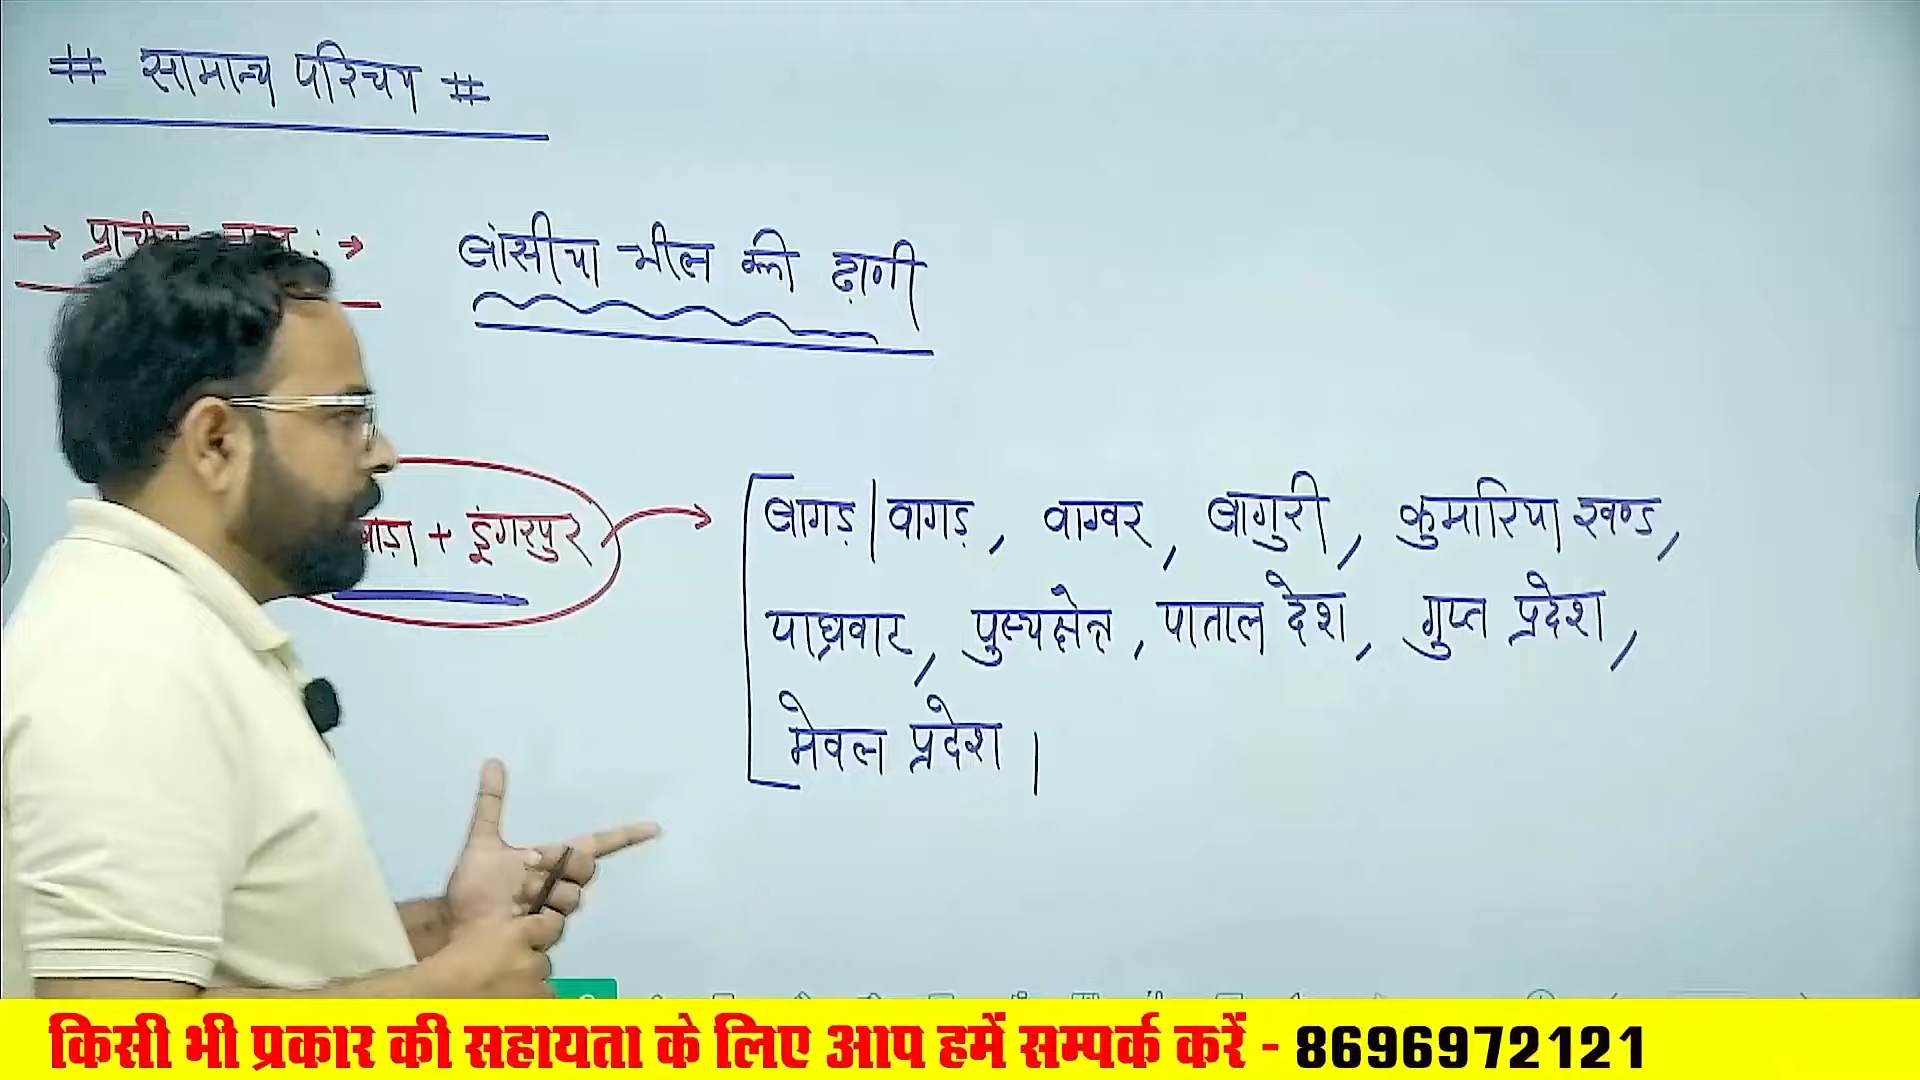 # सामान्य परिचय #
→ प्राचीन : →
बांसीया भील की ढ़ाणी
वाड़ा + डूंगरपुर →
बागड़ | वागड़, वाग्वर, बागुरी, कुमारिया खण्ड,
याघ्रवाट, पुष्यक्षेत्र, पाताल देश, गुप्त प्रदेश,
मेवल प्रदेश |
किसी भी प्रकार की सहायता के लिए आप हमें सम्पर्क करें - 8696972121